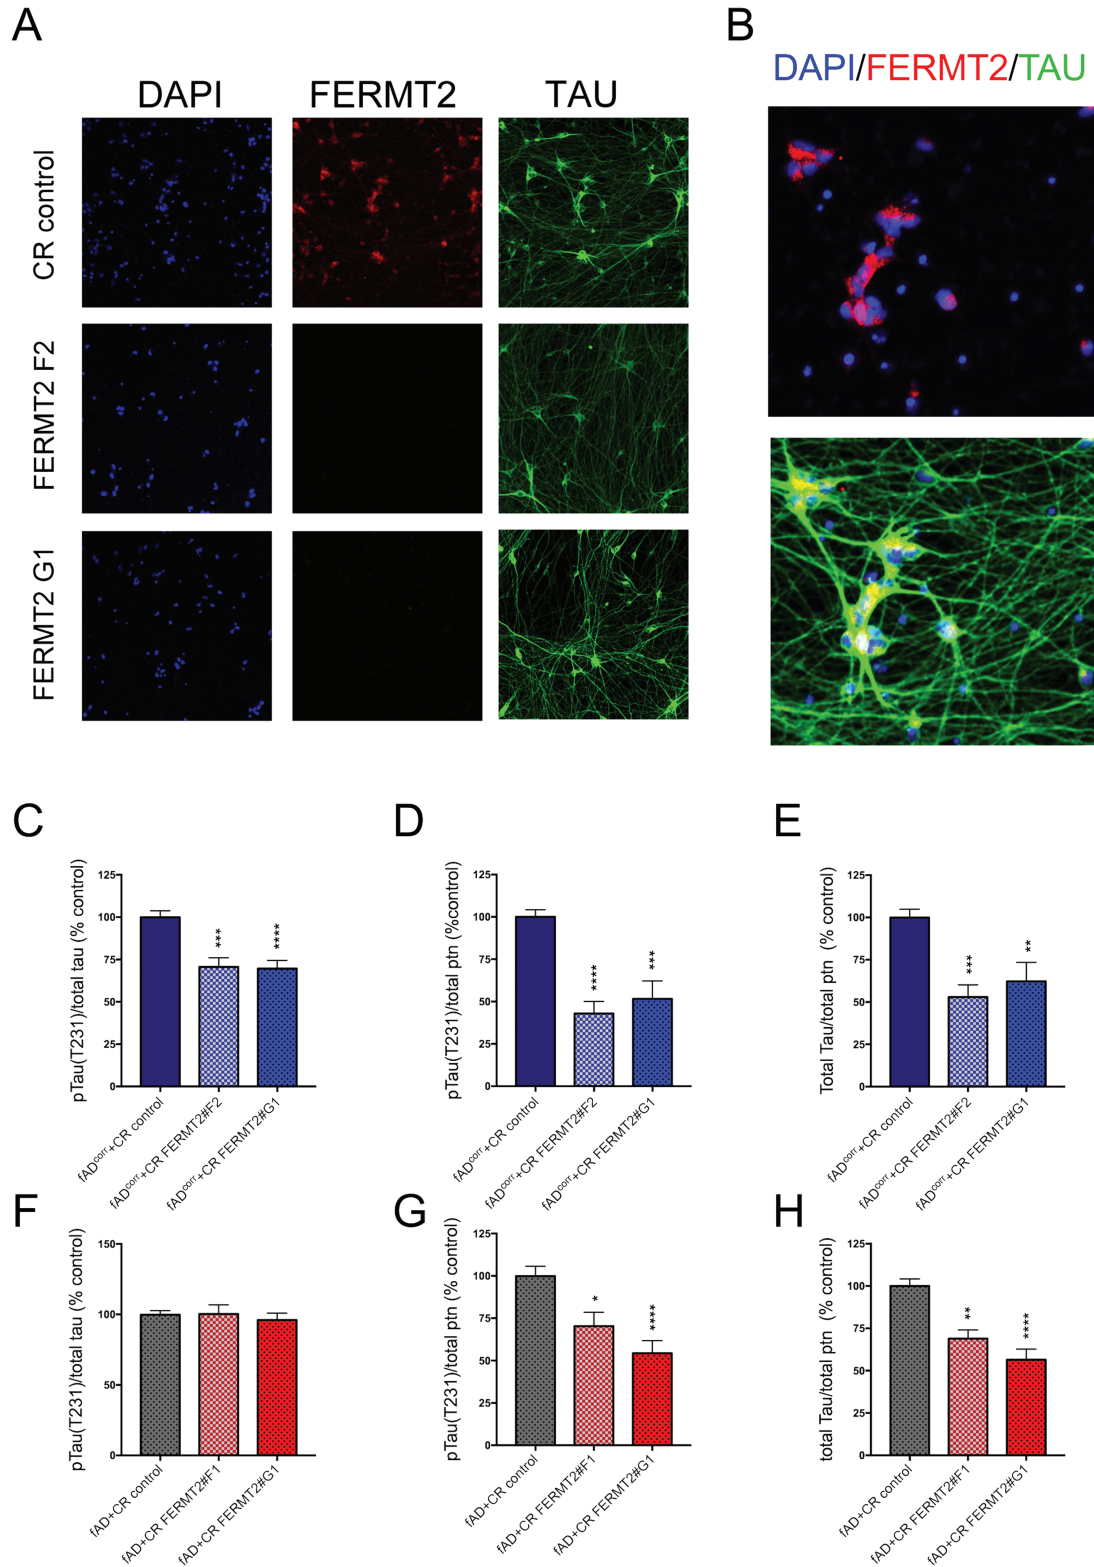 A
B
DAPI/FERMT2/TAU
DAPI
FERMT2
TAU
CR control
FERMT2 F2
FERMT2 G1
C
pTau(T231)/total tau (% control)
125
100
75
50
25
0
***
****
fADcorr+CR control
fADcorr+CR FERMT2#F2
fADcorr+CR FERMT2#G1
D
pTau(T231)/total ptn (%control)
125
100
75
50
25
0
****
***
fADcorr+CR control
fADcorr+CR FERMT2#F2
fADcorr+CR FERMT2#G1
E
Total Tau/total ptn (% control)
125
100
75
50
25
0
***
**
fADcorr+CR control
fADcorr+CR FERMT2#F2
fADcorr+CR FERMT2#G1
F
pTau(T231)/total tau (% control)
150
100
50
0
fAD+CR control
fAD+CR FERMT2#F1
fAD+CR FERMT2#G1
G
pTau(T231)/total ptn (% control)
125
100
75
50
25
0
*
****
fAD+CR control
fAD+CR FERMT2#F1
fAD+CR FERMT2#G1
H
total Tau/total ptn (% control)
125
100
75
50
25
0
**
****
fAD+CR control
fAD+CR FERMT2#F1
fAD+CR FERMT2#G1